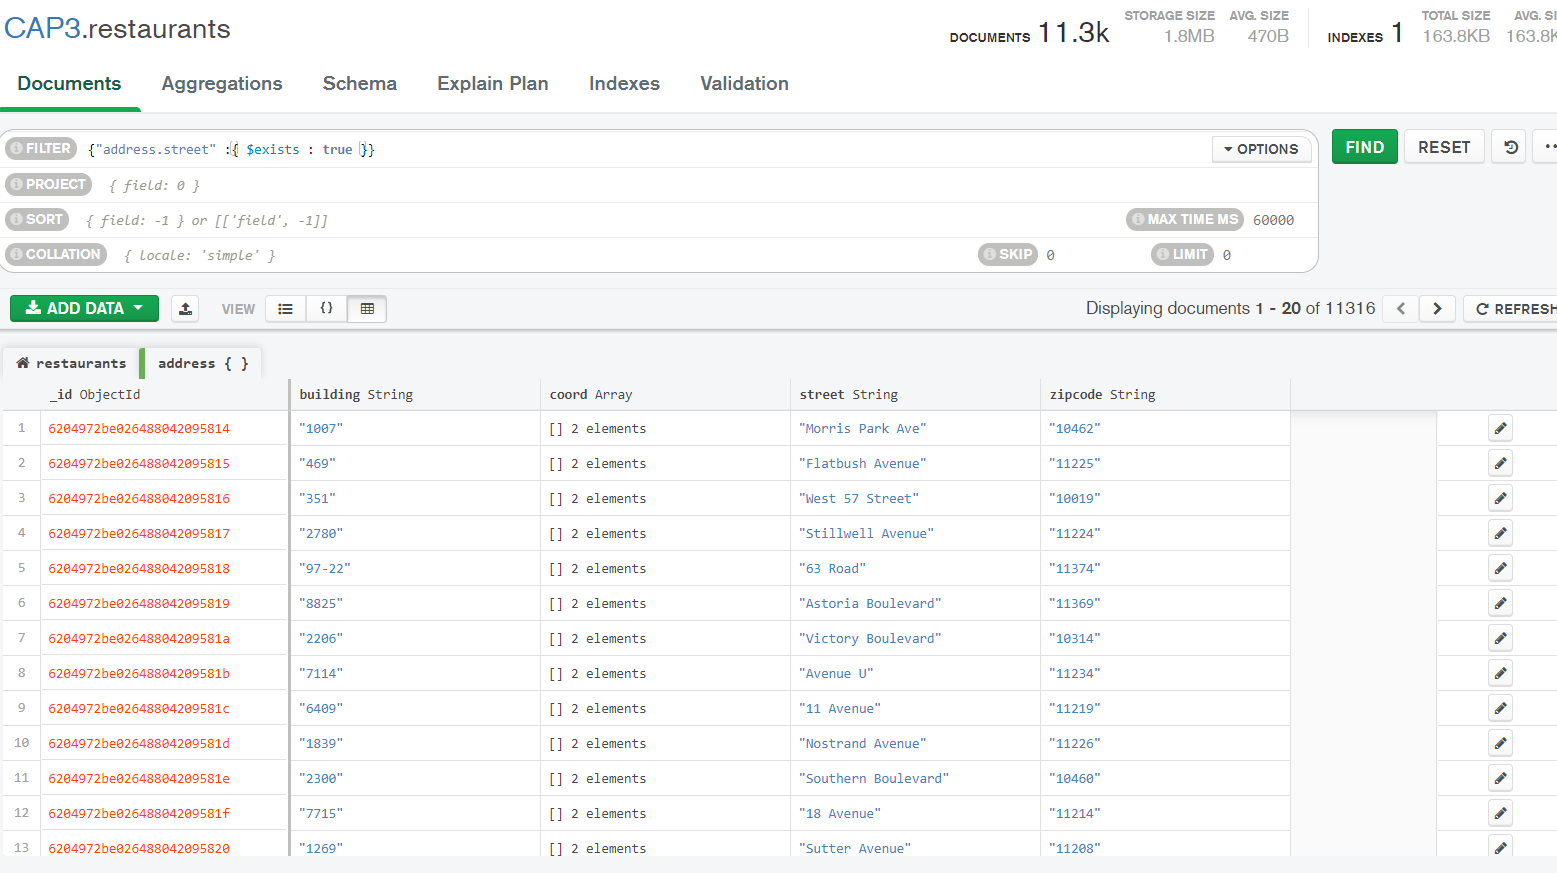 CAP3.restaurants
DOCUMENTS 11.3k STORAGE SIZE 1.8MB AVG. SIZE 470B INDEXES 1 TOTAL SIZE 163.8KB AVG. SI 163.8K
Documents Aggregations Schema Explain Plan Indexes Validation
FILTER {"address.street" :{ $exists : true }} OPTIONS FIND RESET
PROJECT { field: 0 }
SORT { field: -1 } or [['field', -1]] MAX TIME MS 60000
COLLATION { locale: 'simple' } SKIP 0 LIMIT 0
ADD DATA VIEW {} Displaying documents 1 - 20 of 11316 < > REFRESH
restaurants address { }
_id ObjectId building String coord Array street String zipcode String
1 6204972be026488042095814 "1007" [] 2 elements "Morris Park Ave" "10462"
2 6204972be026488042095815 "469" [] 2 elements "Flatbush Avenue" "11225"
3 6204972be026488042095816 "351" [] 2 elements "West 57 Street" "10019"
4 6204972be026488042095817 "2780" [] 2 elements "Stillwell Avenue" "11224"
5 6204972be026488042095818 "97-22" [] 2 elements "63 Road" "11374"
6 6204972be026488042095819 "8825" [] 2 elements "Astoria Boulevard" "11369"
7 6204972be02648804209581a "2206" [] 2 elements "Victory Boulevard" "10314"
8 6204972be02648804209581b "7114" [] 2 elements "Avenue U" "11234"
9 6204972be02648804209581c "6409" [] 2 elements "11 Avenue" "11219"
10 6204972be02648804209581d "1839" [] 2 elements "Nostrand Avenue" "11226"
11 6204972be02648804209581e "2300" [] 2 elements "Southern Boulevard" "10460"
12 6204972be02648804209581f "7715" [] 2 elements "18 Avenue" "11214"
13 6204972be026488042095820 "1269" [] 2 elements "Sutter Avenue" "11208"